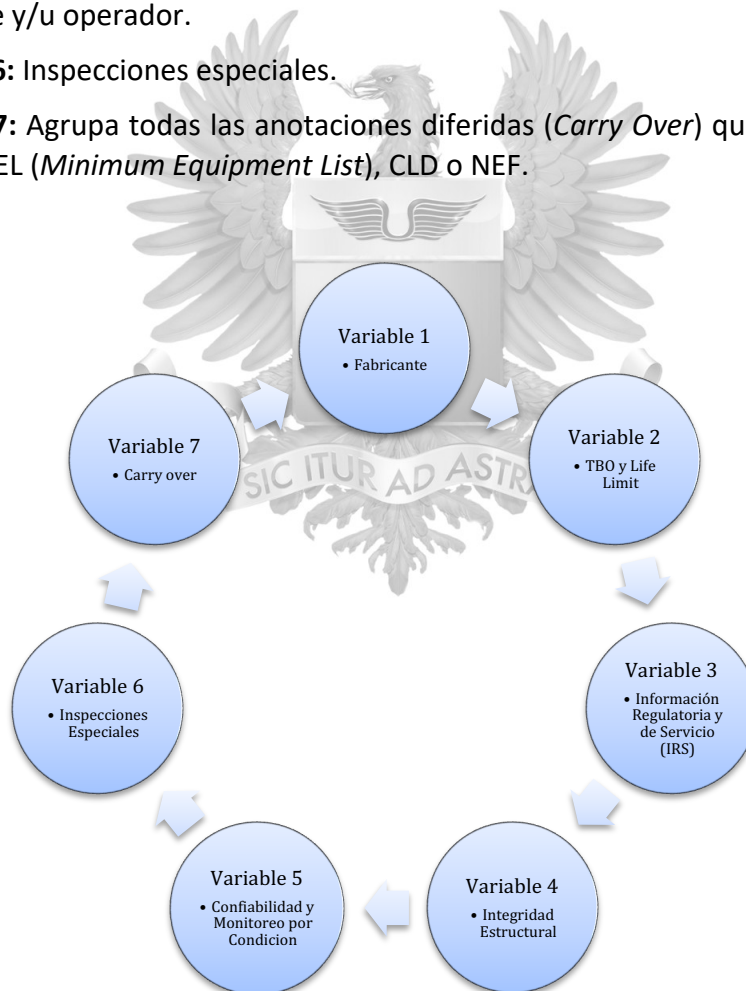 e y/u operador.
6: Inspecciones especiales.
7: Agrupa todas las anotaciones diferidas (Carry Over) qu
EL (Minimum Equipment List), CLD o NEF.
Variable 1
• Fabricante
Variable 2
• TBO y Life
Limit
Variable 3
• Información
Regulatoria y
de Servicio
(IRS)
Variable 4
• Integridad
Estructural
Variable 5
• Confiabilidad y
Monitoreo por
Condicion
Variable 6
• Inspecciones
Especiales
Variable 7
• Carry over
SIC ITUR AD ASTRA